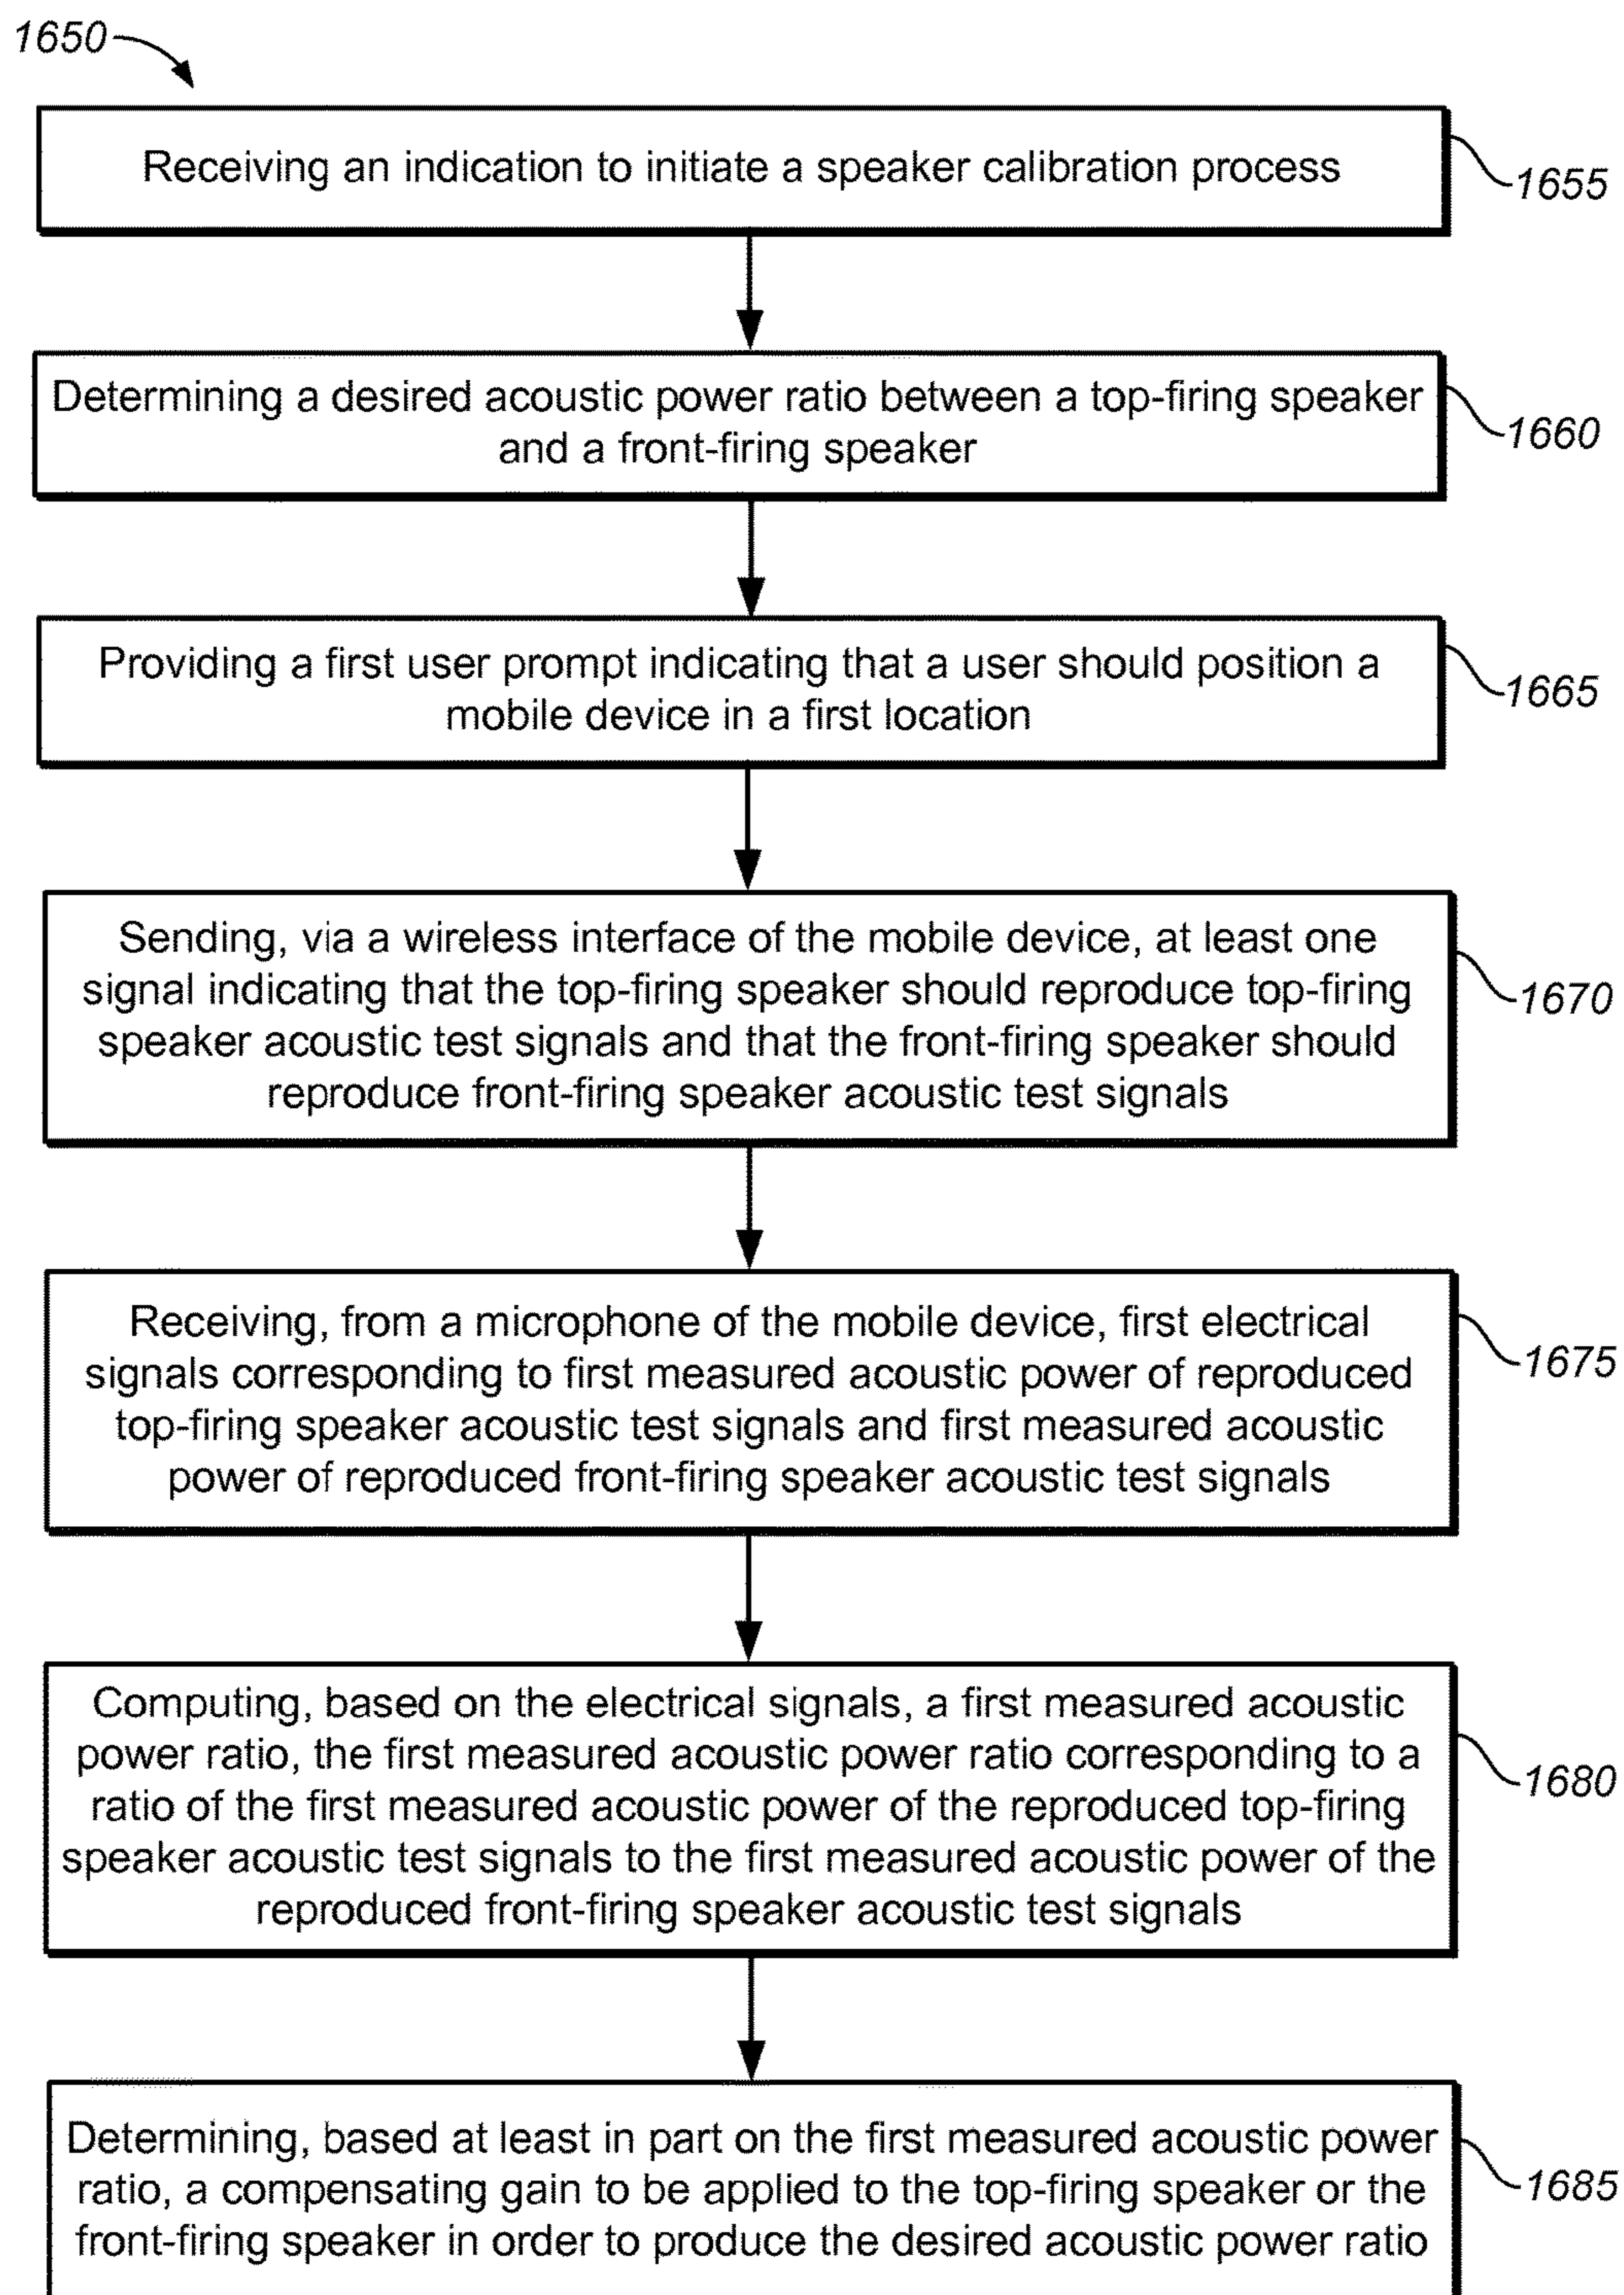 1650
Receiving an indication to initiate a speaker calibration process
1655
Determining a desired acoustic power ratio between a top-firing speaker
and a front-firing speaker
1660
Providing a first user prompt indicating that a user should position a
mobile device in a first location
1665
Sending, via a wireless interface of the mobile device, at least one
signal indicating that the top-firing speaker should reproduce top-firing
speaker acoustic test signals and that the front-firing speaker should
reproduce front-firing speaker acoustic test signals
1670
Receiving, from a microphone of the mobile device, first electrical
signals corresponding to first measured acoustic power of reproduced
top-firing speaker acoustic test signals and first measured acoustic
power of reproduced front-firing speaker acoustic test signals
1675
Computing, based on the electrical signals, a first measured acoustic
power ratio, the first measured acoustic power ratio corresponding to a
ratio of the first measured acoustic power of the reproduced top-firing
speaker acoustic test signals to the first measured acoustic power of the
reproduced front-firing speaker acoustic test signals
1680
Determining, based at least in part on the first measured acoustic power
ratio, a compensating gain to be applied to the top-firing speaker or the
front-firing speaker in order to produce the desired acoustic power ratio
1685